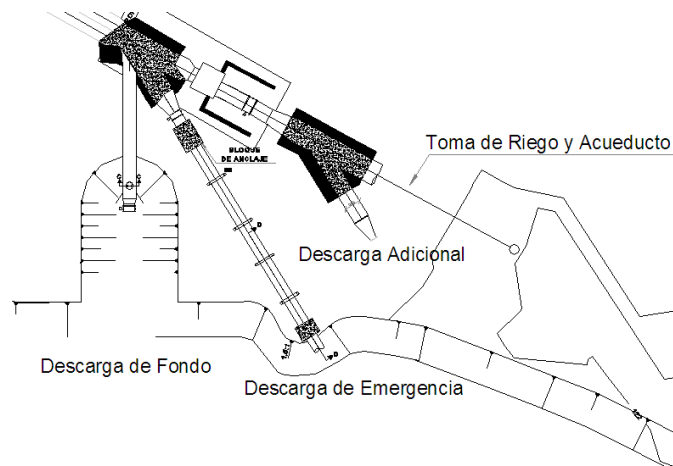 BLOQUE
DE ANCLAJE
Toma de Riego y Acueducto
Descarga Adicional
Descarga de Fondo
Descarga de Emergencia